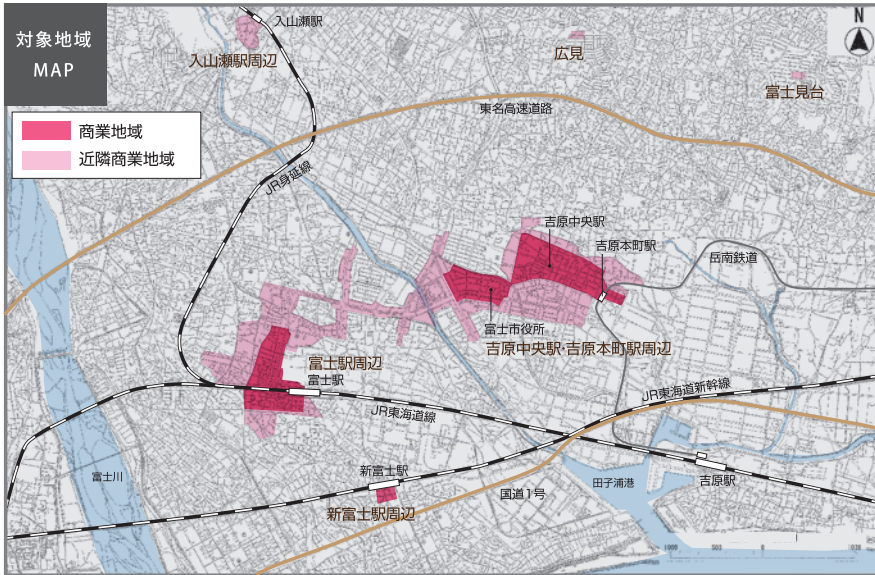 対象地域
MAP
入山瀬駅
入山瀬駅周辺
広見
N
富士見台
東名高速道路
商業地域
近隣商業地域
JR身延線
吉原中央駅
吉原本町駅
岳南鉄道
富士市役所
吉原中央駅・吉原本町駅周辺
富士駅周辺
富士駅
JR東海道線
JR東海道新幹線
富士川
新富士駅
新富士駅周辺
国道1号
田子浦港
吉原駅
1000
500
0